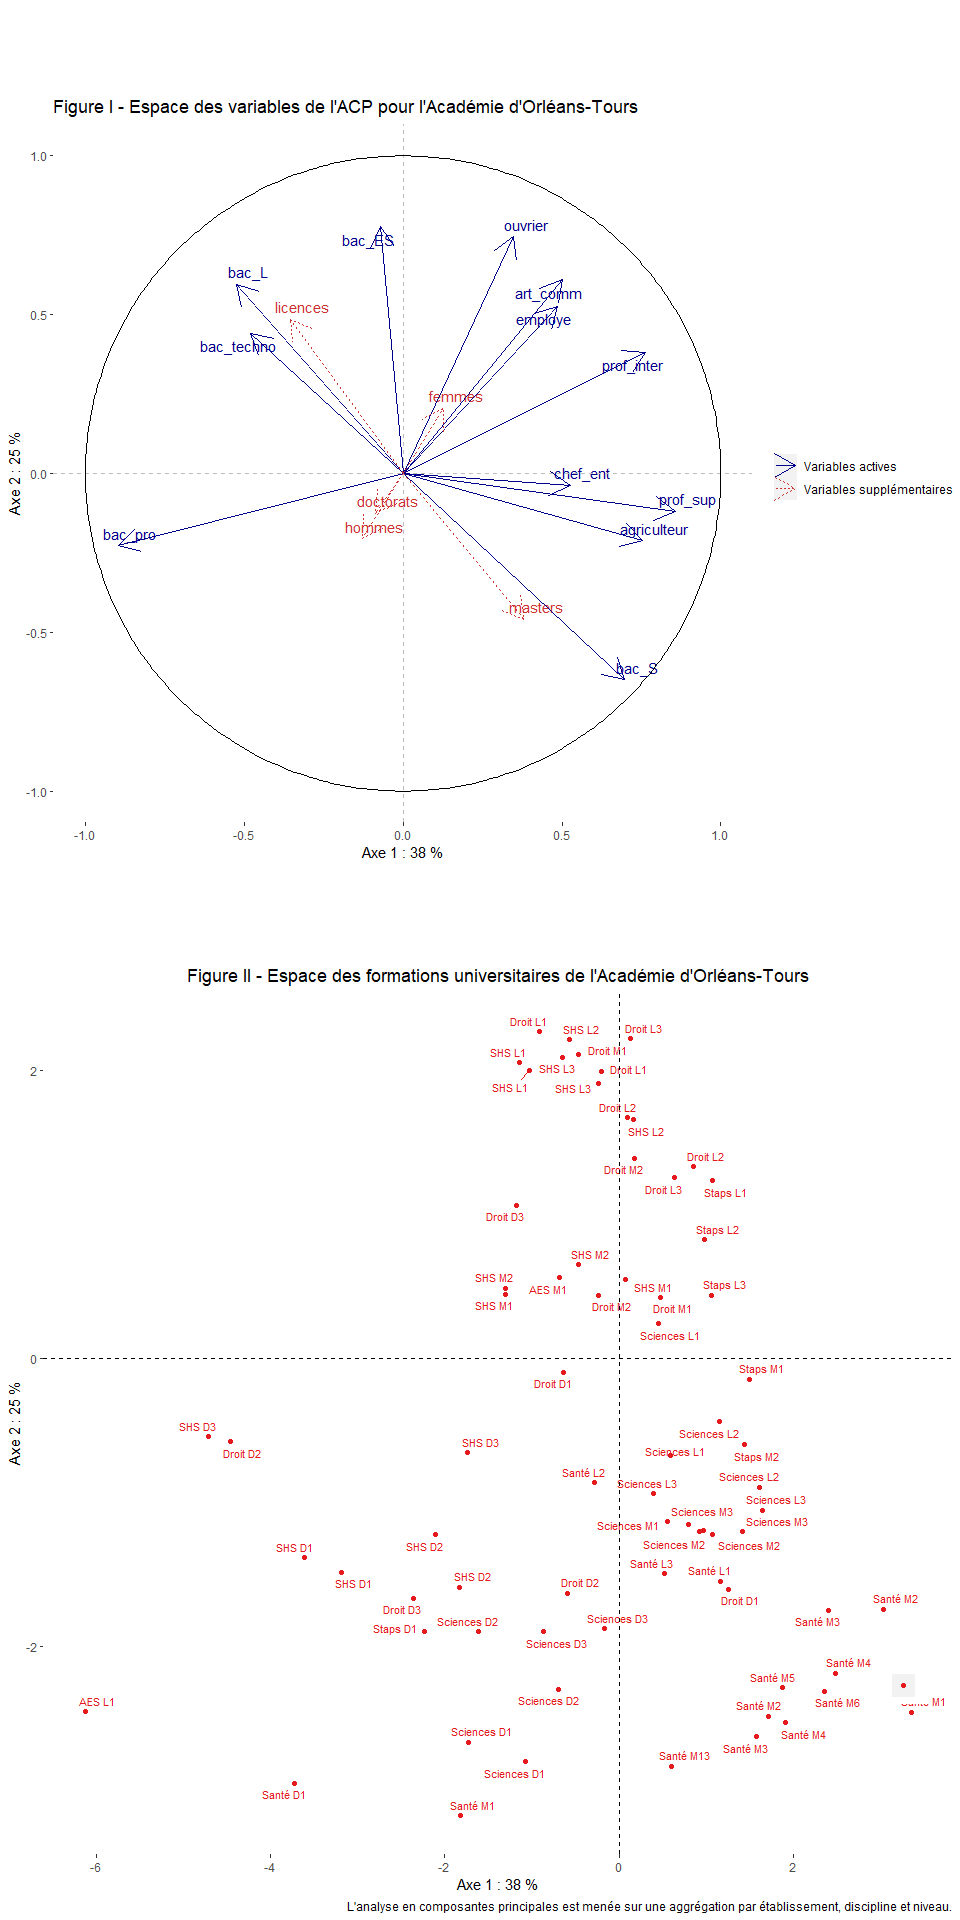 Figure I - Espace des variables de l'ACP pour l'Académie d'Orléans-Tours
1.0
ouvrier
bac_ES
bac_L
art_comm
licences
0.5
employe
bac_techno
prof_inter
femmes
Axe 2 : 25 %
0.0
chef_ent
Variables actives
doctorats
prof_sup
Variables supplémentaires
hommes
agriculteur
bac_pro
masters
-0.5
bac_S
-1.0
-1.0
-0.5
0.0
0.5
1.0
Axe 1 : 38 %
Figure II - Espace des formations universitaires de l'Académie d'Orléans-Tours
Droit L1
SHS L2
Droit L3
SHS L1
Droit M1
2
SHS L3
Droit L1
SHS L1
SHS L3
Droit L2
SHS L2
Droit L2
Droit M2
Droit L3
Staps L1
Droit D3
Staps L2
SHS M2
SHS M2
AES M1
SHS M1
Staps L3
SHS M1
Droit M2
Droit M1
Sciences L1
0
Staps M1
Droit D1
SHS D3
Droit D2
SHS D3
Sciences L2
Sciences L1
Staps M2
Santé L2
Sciences L3
Sciences L2
Sciences L3
Sciences M1
Sciences M3
Sciences M3
Sciences M2
Sciences M2
SHS D1
SHS D2
Santé L3
Santé L1
SHS D1
SHS D2
Droit D2
Droit D1
Santé M2
Droit D3
Santé M3
Staps D1
Sciences D2
Sciences D3
Sciences D3
-2
Santé M4
Santé M5
AES L1
Sciences D2
Santé M6
Santé M1
Santé M2
Sciences D1
Santé M4
Santé M3
Santé M13
Sciences D1
Santé D1
Santé M1
Axe 2 : 25 %
-6
-4
-2
0
2
Axe 1 : 38 %
L'analyse en composantes principales est menée sur une aggrégation par établissement, discipline et niveau.